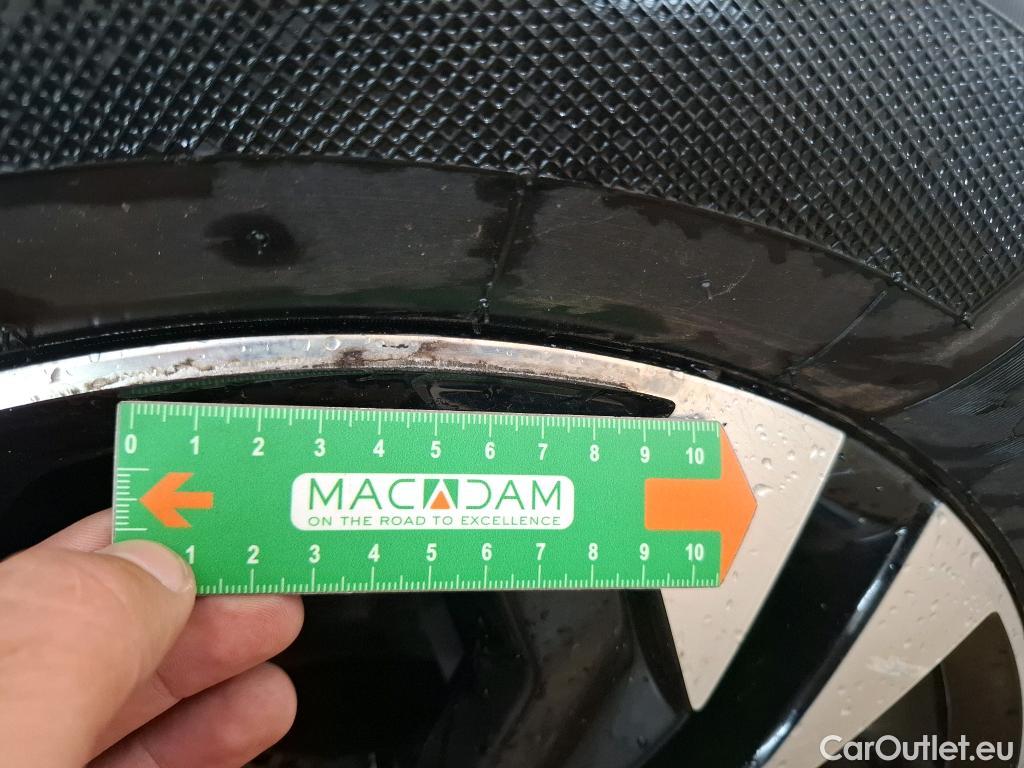 0 1 2 3 4 5 6 7 8 9 10
MACADAM
ON THE ROAD TO EXCELLENCE
1 2 3 4 5 6 7 8 9 10
CarOutlet.eu